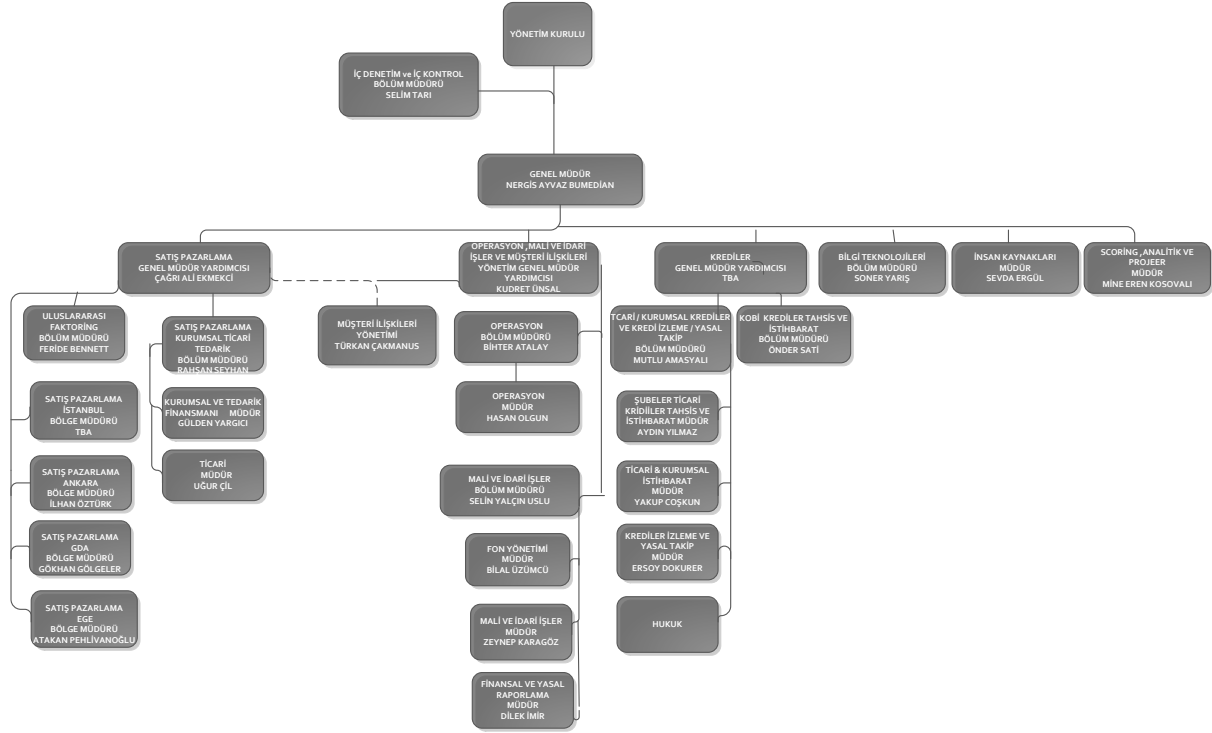 YÖNETİM KURULU
İÇ DENETİM ve İÇ KONTROL
BÖLÜM MÜDÜRÜ
SELİM TARI
GENEL MÜDÜR
NERGİS AYVAZ BUMEDİAN
SATIŞ PAZARLAMA
GENEL MÜDÜR YARDIMCISI
ÇAĞRI ALİ EKMEKCİ
OPERASYON ,MALİ VE İDARİ
İŞLER VE MÜŞTERİ İLİŞKİLERİ
YÖNETİM GENEL MÜDÜR
YARDIMCISI
KUDRET ÜNSAL
KREDİLER
GENEL MÜDÜR YARDIMCISI
TBA
BİLGİ TEKNOLOJİLERİ
BÖLÜM MÜDÜRÜ
SONER YARIŞ
İNSAN KAYNAKLARI
MÜDÜR
SEVDA ERGÜL
SCORİNG ,ANALİTİK VE
PROJEER
MÜDÜR
MİNE EREN KOSOVALI
ULUSLARARASI
FAKTORİNG
BÖLÜM MÜDÜRÜ
FERİDE BENNETT
SATIŞ PAZARLAMA
KURUMSAL TİCARİ
TEDARİK
BÖLÜM MÜDÜRÜ
RAHSAN SEYHAN
MÜŞTERİ İLİŞKİLERİ
YÖNETİMİ
TÜRKAN ÇAKMANUS
OPERASYON
BÖLÜM MÜDÜRÜ
BİHTER ATALAY
TCARİ / KURUMSAL KREDİLER
VE KREDİ İZLEME / YASAL
TAKİP
BÖLÜM MÜDÜRÜ
MUTLU AMASYALI
KOBİ KREDİLER TAHSİS VE
İSTİHBARAT
BÖLÜM MÜDÜRÜ
ÖNDER SATİ
SATIŞ PAZARLAMA
İSTANBUL
BÖLGE MÜDÜRÜ
TBA
KURUMSAL VE TEDARİK
FİNANSMANI MÜDÜR
GÜLDEN YARGICI
OPERASYON
MÜDÜR
HASAN OLGUN
ŞUBELER TİCARİ
KRİDİİLER TAHSİS VE
İSTİHBARAT MÜDÜR
AYDIN YILMAZ
SATIŞ PAZARLAMA
ANKARA
BÖLGE MÜDÜRÜ
İLHAN ÖZTÜRK
TİCARİ
MÜDÜR
UĞUR ÇİL
MALİ VE İDARİ İŞLER
BÖLÜM MÜDÜRÜ
SELİN YALÇIN USLU
TİCARİ & KURUMSAL
İSTİHBARAT
MÜDÜR
YAKUP COŞKUN
SATIŞ PAZARLAMA
GDA
BÖLGE MÜDÜRÜ
GÖKHAN GÖLGELER
FON YÖNETİMİ
MÜDÜR
BİLAL ÜZÜMCÜ
KREDİLER İZLEME VE
YASAL TAKİP
MÜDÜR
ERSOY DOKURER
SATIŞ PAZARLAMA
EGE
BÖLGE MÜDÜRÜ
ATAKAN PEHLİVANOĞLU
MALİ VE İDARİ İŞLER
MÜDÜR
ZEYNEP KARAGÖZ
HUKUK
FİNANSAL VE YASAL
RAPORLAMA
MÜDÜR
DİLEK İMİR